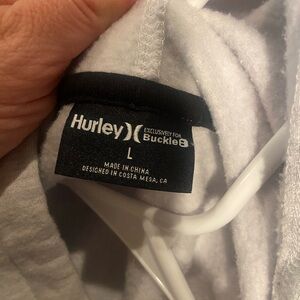 Hurley)( EXCLUSIVELY FOR
Buckle B
L
MADE IN CHINA
DESIGNED IN COSTA MESA, CA